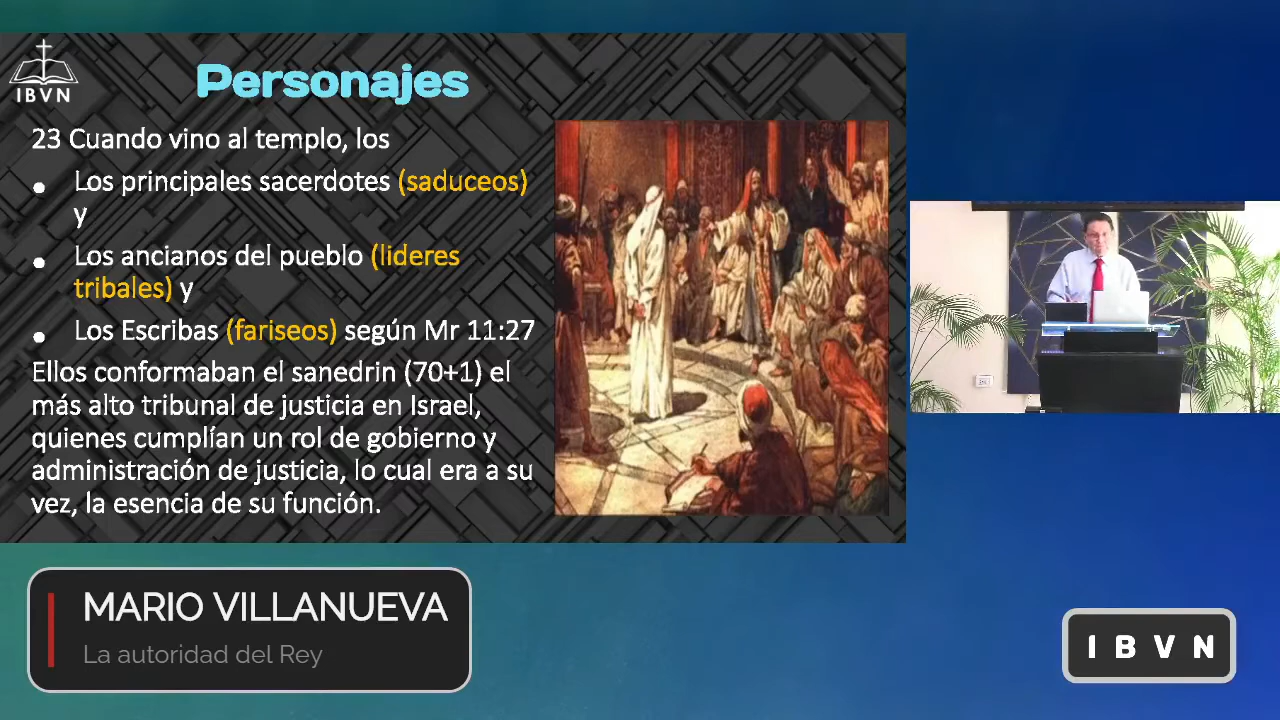 IBVN
Personajes
23 Cuando vino al templo, los
Los principales sacerdotes (saduceos)
y
Los ancianos del pueblo (lideres
tribales) y
Los Escribas (fariseos) según Mr 11:27
Ellos conformaban el sanedrin (70+1) el
más alto tribunal de justicia en Israel,
quienes cumplían un rol de gobierno y
administración de justicia, lo cual era a su
vez, la esencia de su función.
MARIO VILLANUEVA
La autoridad del Rey
IBVN